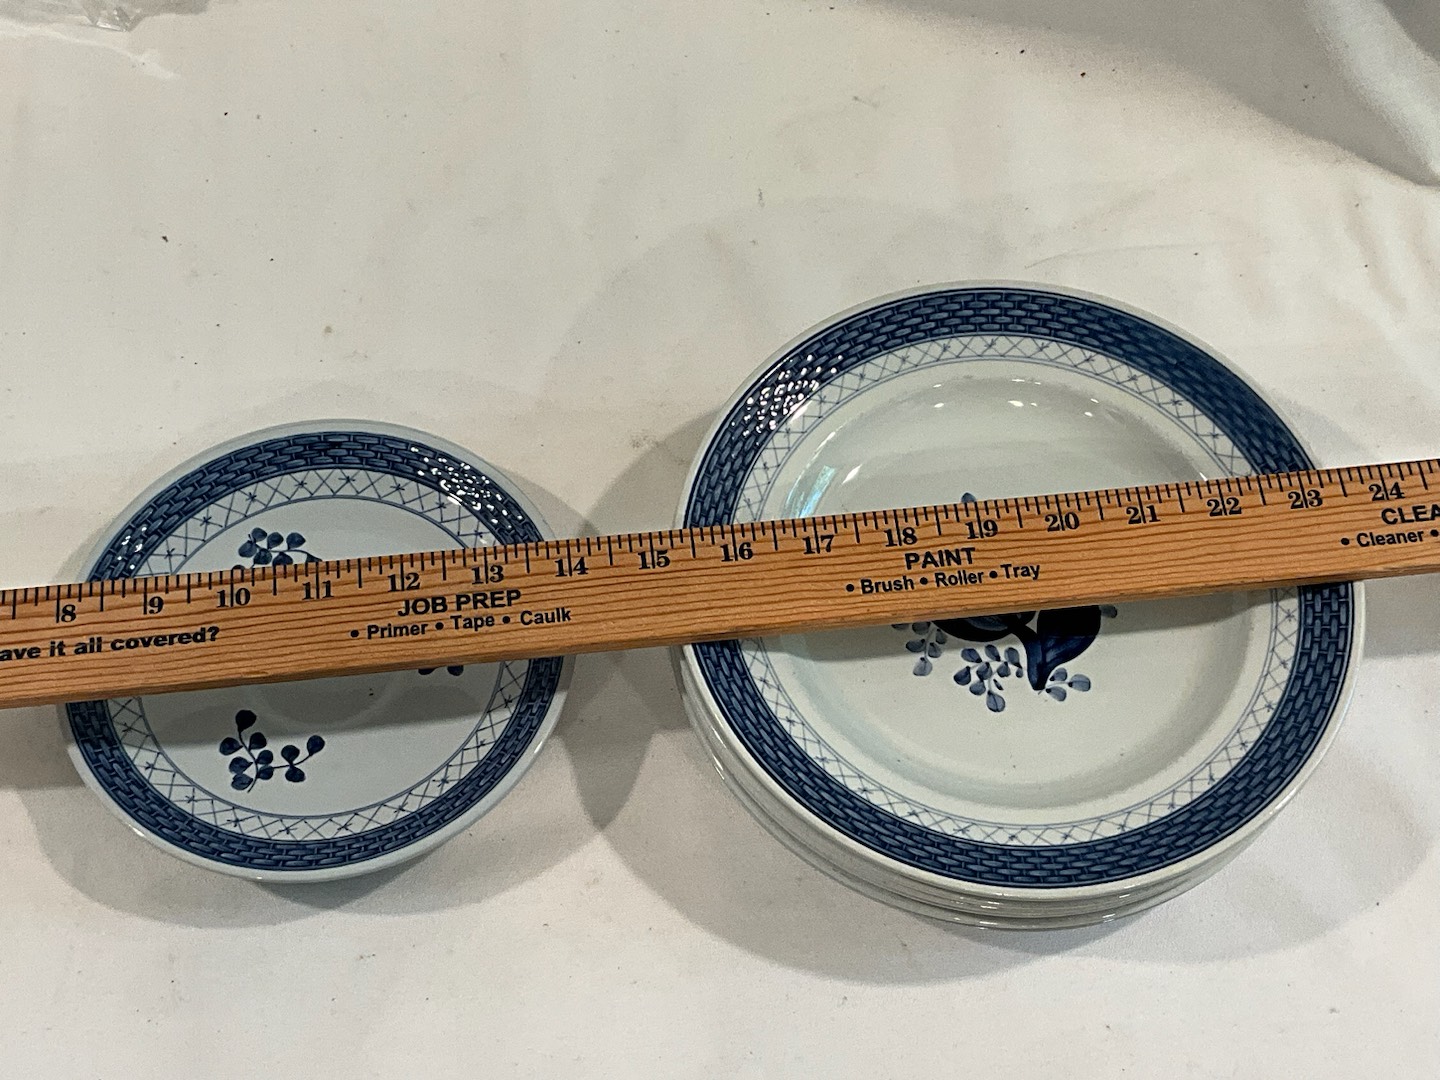 8 9 10 11 12 13 14 15 16 17 18 19 20 21 22 23 24
ave it all covered?
JOB PREP
• Primer • Tape • Caulk
PAINT
• Brush • Roller • Tray
CLEA
• Cleaner •